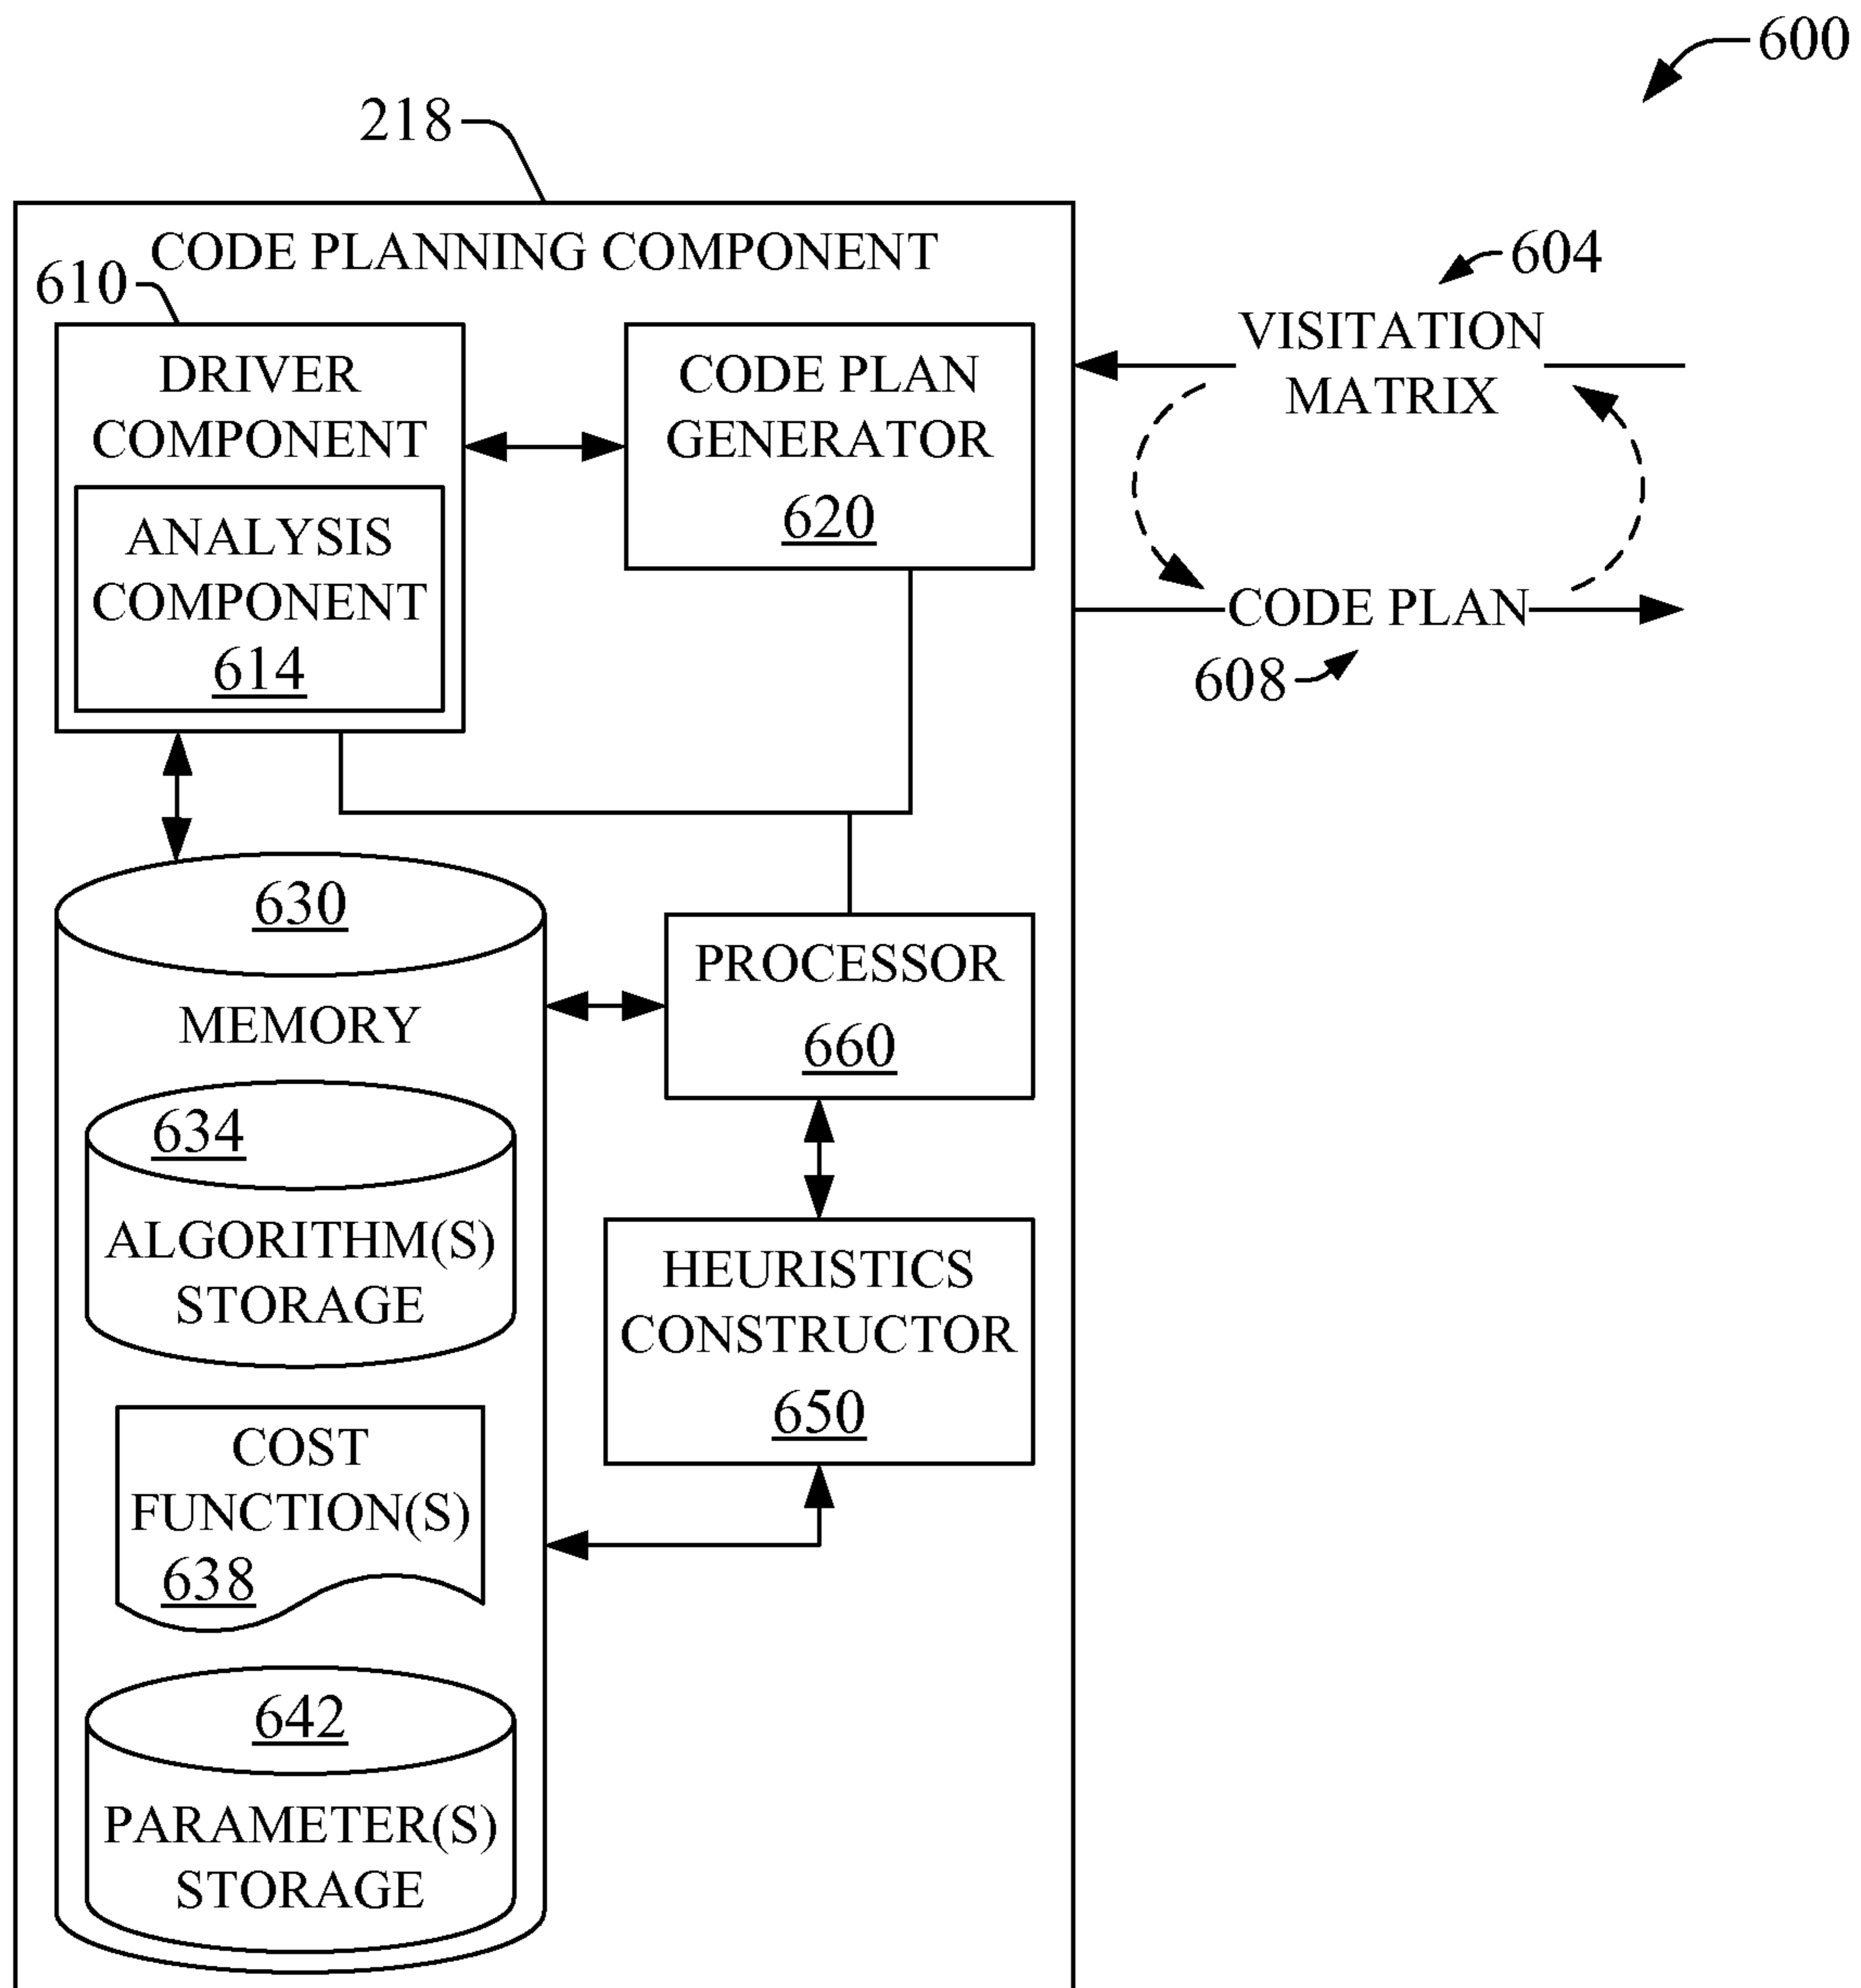 600
218
CODE PLANNING COMPONENT
610
DRIVER
COMPONENT
ANALYSIS
COMPONENT
614
CODE PLAN
GENERATOR
620
604
VISITATION
MATRIX
CODE PLAN
608
630
MEMORY
634
ALGORITHM(S)
STORAGE
COST
FUNCTION(S)
638
642
PARAMETER(S)
STORAGE
PROCESSOR
660
HEURISTICS
CONSTRUCTOR
650